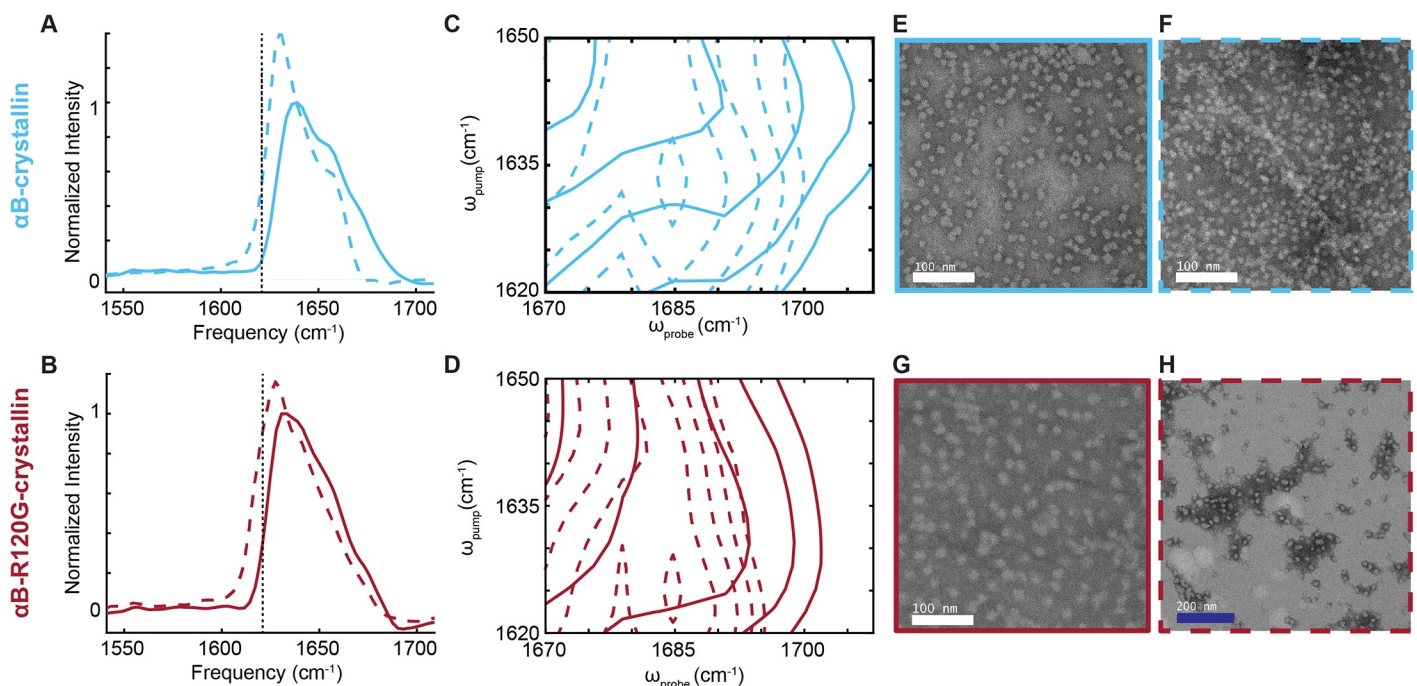 A
αB-crystallin
Normalized Intensity
1
0
1550
1600
1650
1700
Frequency (cm-1)
C
1650
1635
1620
ωpump(cm-1)
1670
1685
1700
ωprobe (cm-1)
E
100 nm
F
100 nm
B
αB-R120G-crystallin
Normalized Intensity
1
0
1550
1600
1650
1700
Frequency (cm-1)
D
1650
1635
1620
ωpump(cm-1)
1670
1685
1700
ωprobe (cm-1)
G
100 nm
H
200 nm